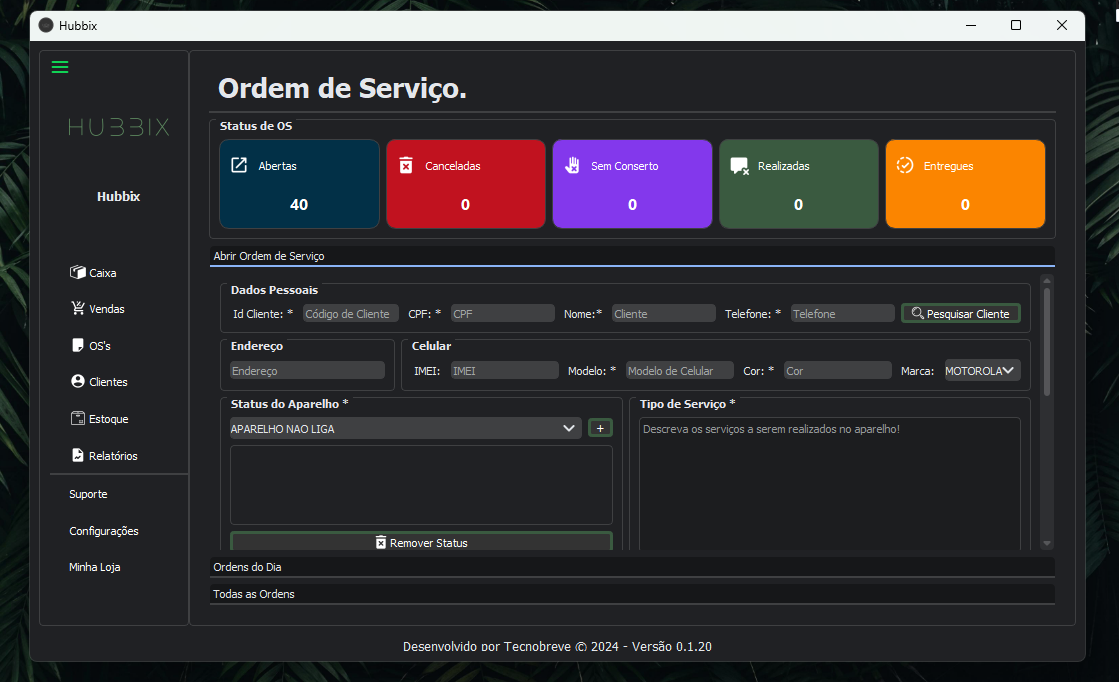 Hubbix
HUBBIX
Hubbix
Caixa
Vendas
OS's
Clientes
Estoque
Relatórios
Suporte
Configurações
Minha Loja
Ordem de Serviço.
Status de OS
Abertas
40
Canceladas
0
Sem Conserto
0
Realizadas
0
Entregues
0
Abrir Ordem de Serviço
Dados Pessoais
Id Cliente: * Código de Cliente CPF: * CPF Nome:* Cliente Telefone: * Telefone Pesquisar Cliente
Endereço
Endereço
Celular
IMEI: IMEI Modelo: * Modelo de Celular Cor: * Cor Marca: MOTOROLA
Status do Aparelho *
APARELHO NAO LIGA +
Remover Status
Tipo de Serviço *
Descreva os serviços a serem realizados no aparelho!
Ordens do Dia
Todas as Ordens
Desenvolvido por Tecnobreve © 2024 - Versão 0.1.20